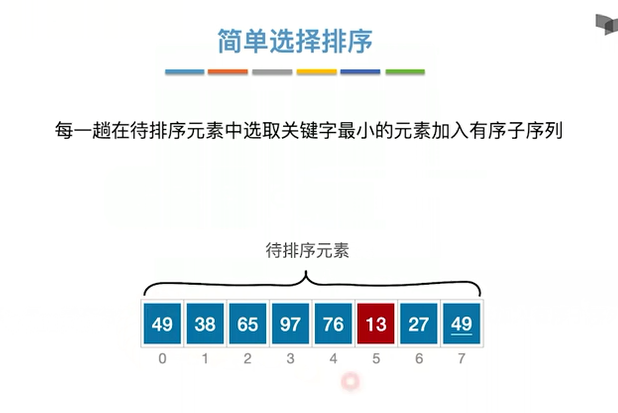 简单选择排序
每一趟在待排序元素中选取关键字最小的元素加入有序子序列
待排序元素
49 38 65 97 76 13 27 49
0 1 2 3 4 5 6 7